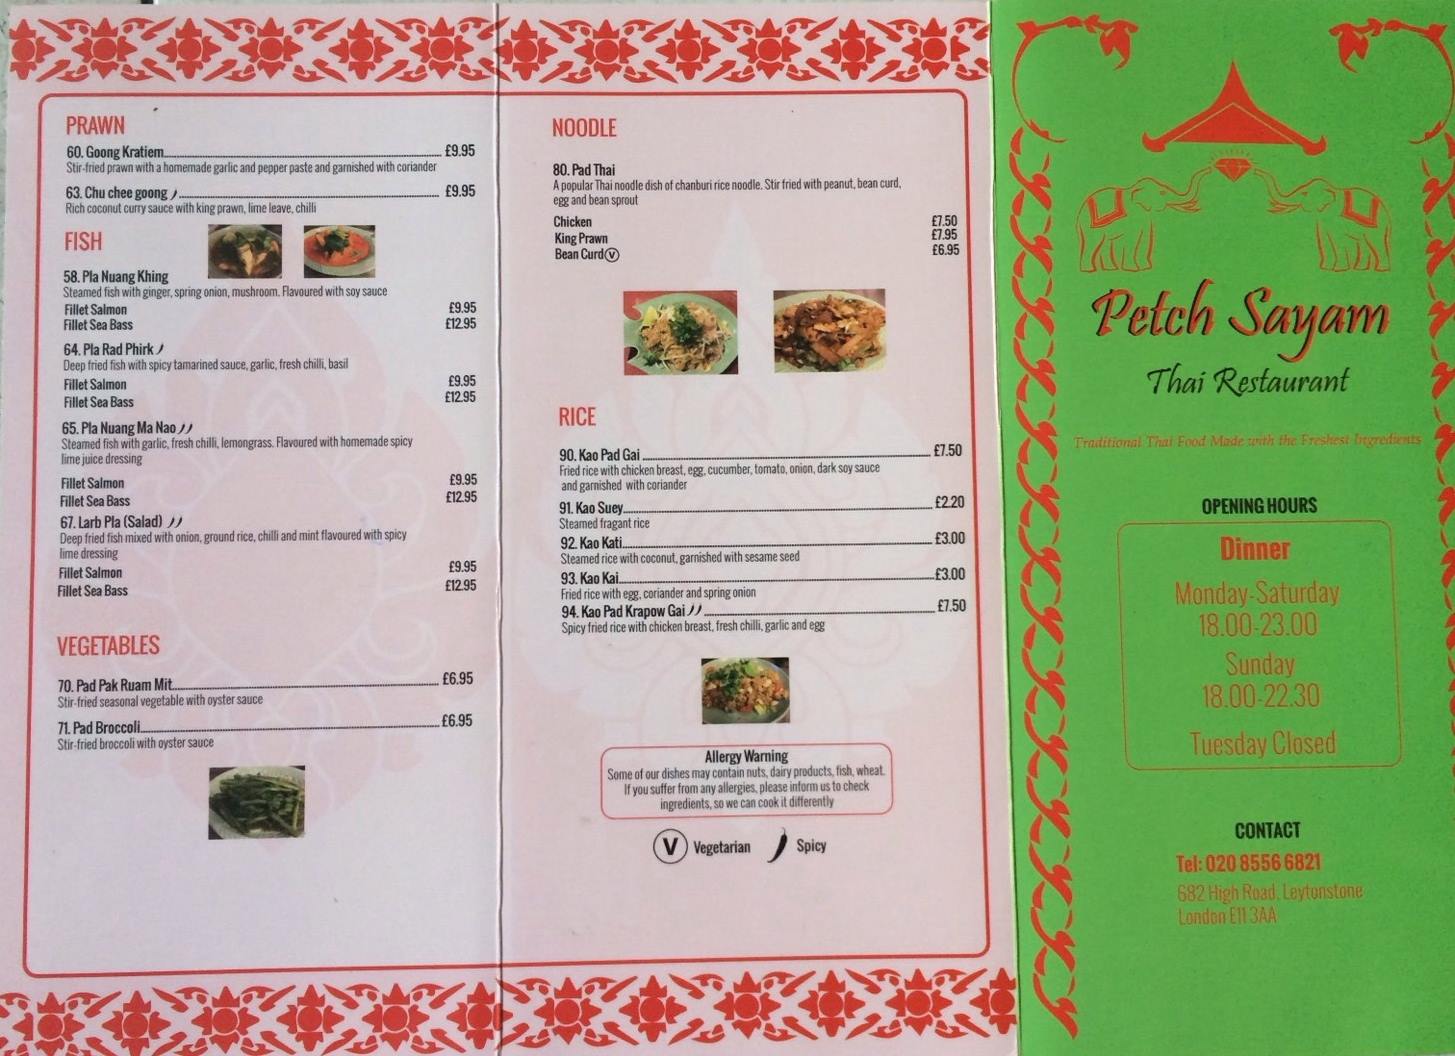 PRAWN
60. Goong Kratiem £9.95
Stir-fried prawn with a homemade garlic and pepper paste and garnished with coriander
63. Chu chee goong £9.95
Rich coconut curry sauce with king prawn, lime leave, chilli
FISH
58. Pla Nuang Khing
Steamed fish with ginger, spring onion, mushroom. Flavoured with soy sauce
Fillet Salmon £9.95
Fillet Sea Bass £12.95
64. Pla Rad Phirk
Deep fried fish with spicy tamarined sauce, garlic, fresh chilli, basil
Fillet Salmon £9.95
Fillet Sea Bass £12.95
65. Pla Nuang Ma Nao
Steamed fish with garlic, fresh chilli, lemongrass. Flavoured with homemade spicy
lime juice dressing
Fillet Salmon £9.95
Fillet Sea Bass £12.95
67. Larb Pla (Salad)
Deep fried fish mixed with onion, ground rice, chilli and mint flavoured with spicy
lime dressing
Fillet Salmon £9.95
Fillet Sea Bass £12.95
VEGETABLES
70. Pad Pak Ruam Mit £6.95
Stir-fried seasonal vegetable with oyster sauce
71. Pad Broccoli £6.95
Stir-fried broccoli with oyster sauce
NOODLE
80. Pad Thai
A popular Thai noodle dish of chanburi rice noodle. Stir fried with peanut, bean curd,
egg and bean sprout
Chicken £7.50
King Prawn £7.95
Bean Curd V £6.95
RICE
90. Kao Pad Gai £7.50
Fried rice with chicken breast, egg, cucumber, tomato, onion, dark soy sauce
and garnished with coriander
91. Kao Suey £2.20
Steamed fragant rice
92. Kao Kati £3.00
Steamed rice with coconut, garnished with sesame seed
93. Kao Kai £3.00
Fried rice with egg, coriander and spring onion
94. Kao Pad Krapow Gai £7.50
Spicy fried rice with chicken breast, fresh chilli, garlic and egg
Allergy Warning
Some of our dishes may contain nuts, dairy products, fish, wheat.
If you suffer from any allergies, please inform us to check
ingredients, so we can cook it differently
V Vegetarian Spicy
Petch Sayam
Thai Restaurant
Traditional Thai Food Made with the Freshest Ingredients
OPENING HOURS
Dinner
Monday-Saturday
18.00-23.00
Sunday
18.00-22.30
Tuesday Closed
CONTACT
Tel: 020 8556 6821
682 High Road, Leytonstone
London E11 3AA